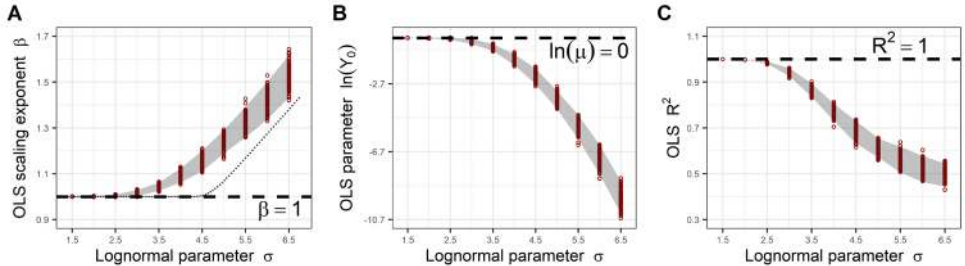 A
OLS scaling exponent β
1.7
1.5
1.3
1.1
0.9
β = 1
1.5 2.5 3.5 4.5 5.5 6.5
Lognormal parameter σ
B
OLS parameter ln(Y₀)
-2.7
-6.7
-10.7
ln(μ) = 0
1.5 2.5 3.5 4.5 5.5 6.5
Lognormal parameter σ
C
OLS R²
1.1
0.9
0.7
0.5
0.3
R² = 1
1.5 2.5 3.5 4.5 5.5 6.5
Lognormal parameter σ